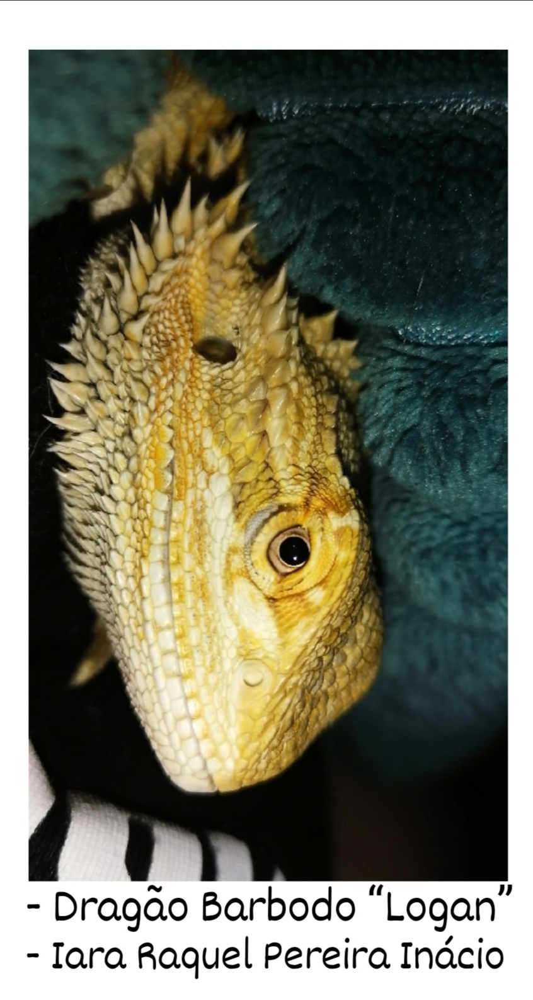 - Dragão Barbodo “Logan”
- Iara Raquel Pereira Inácio